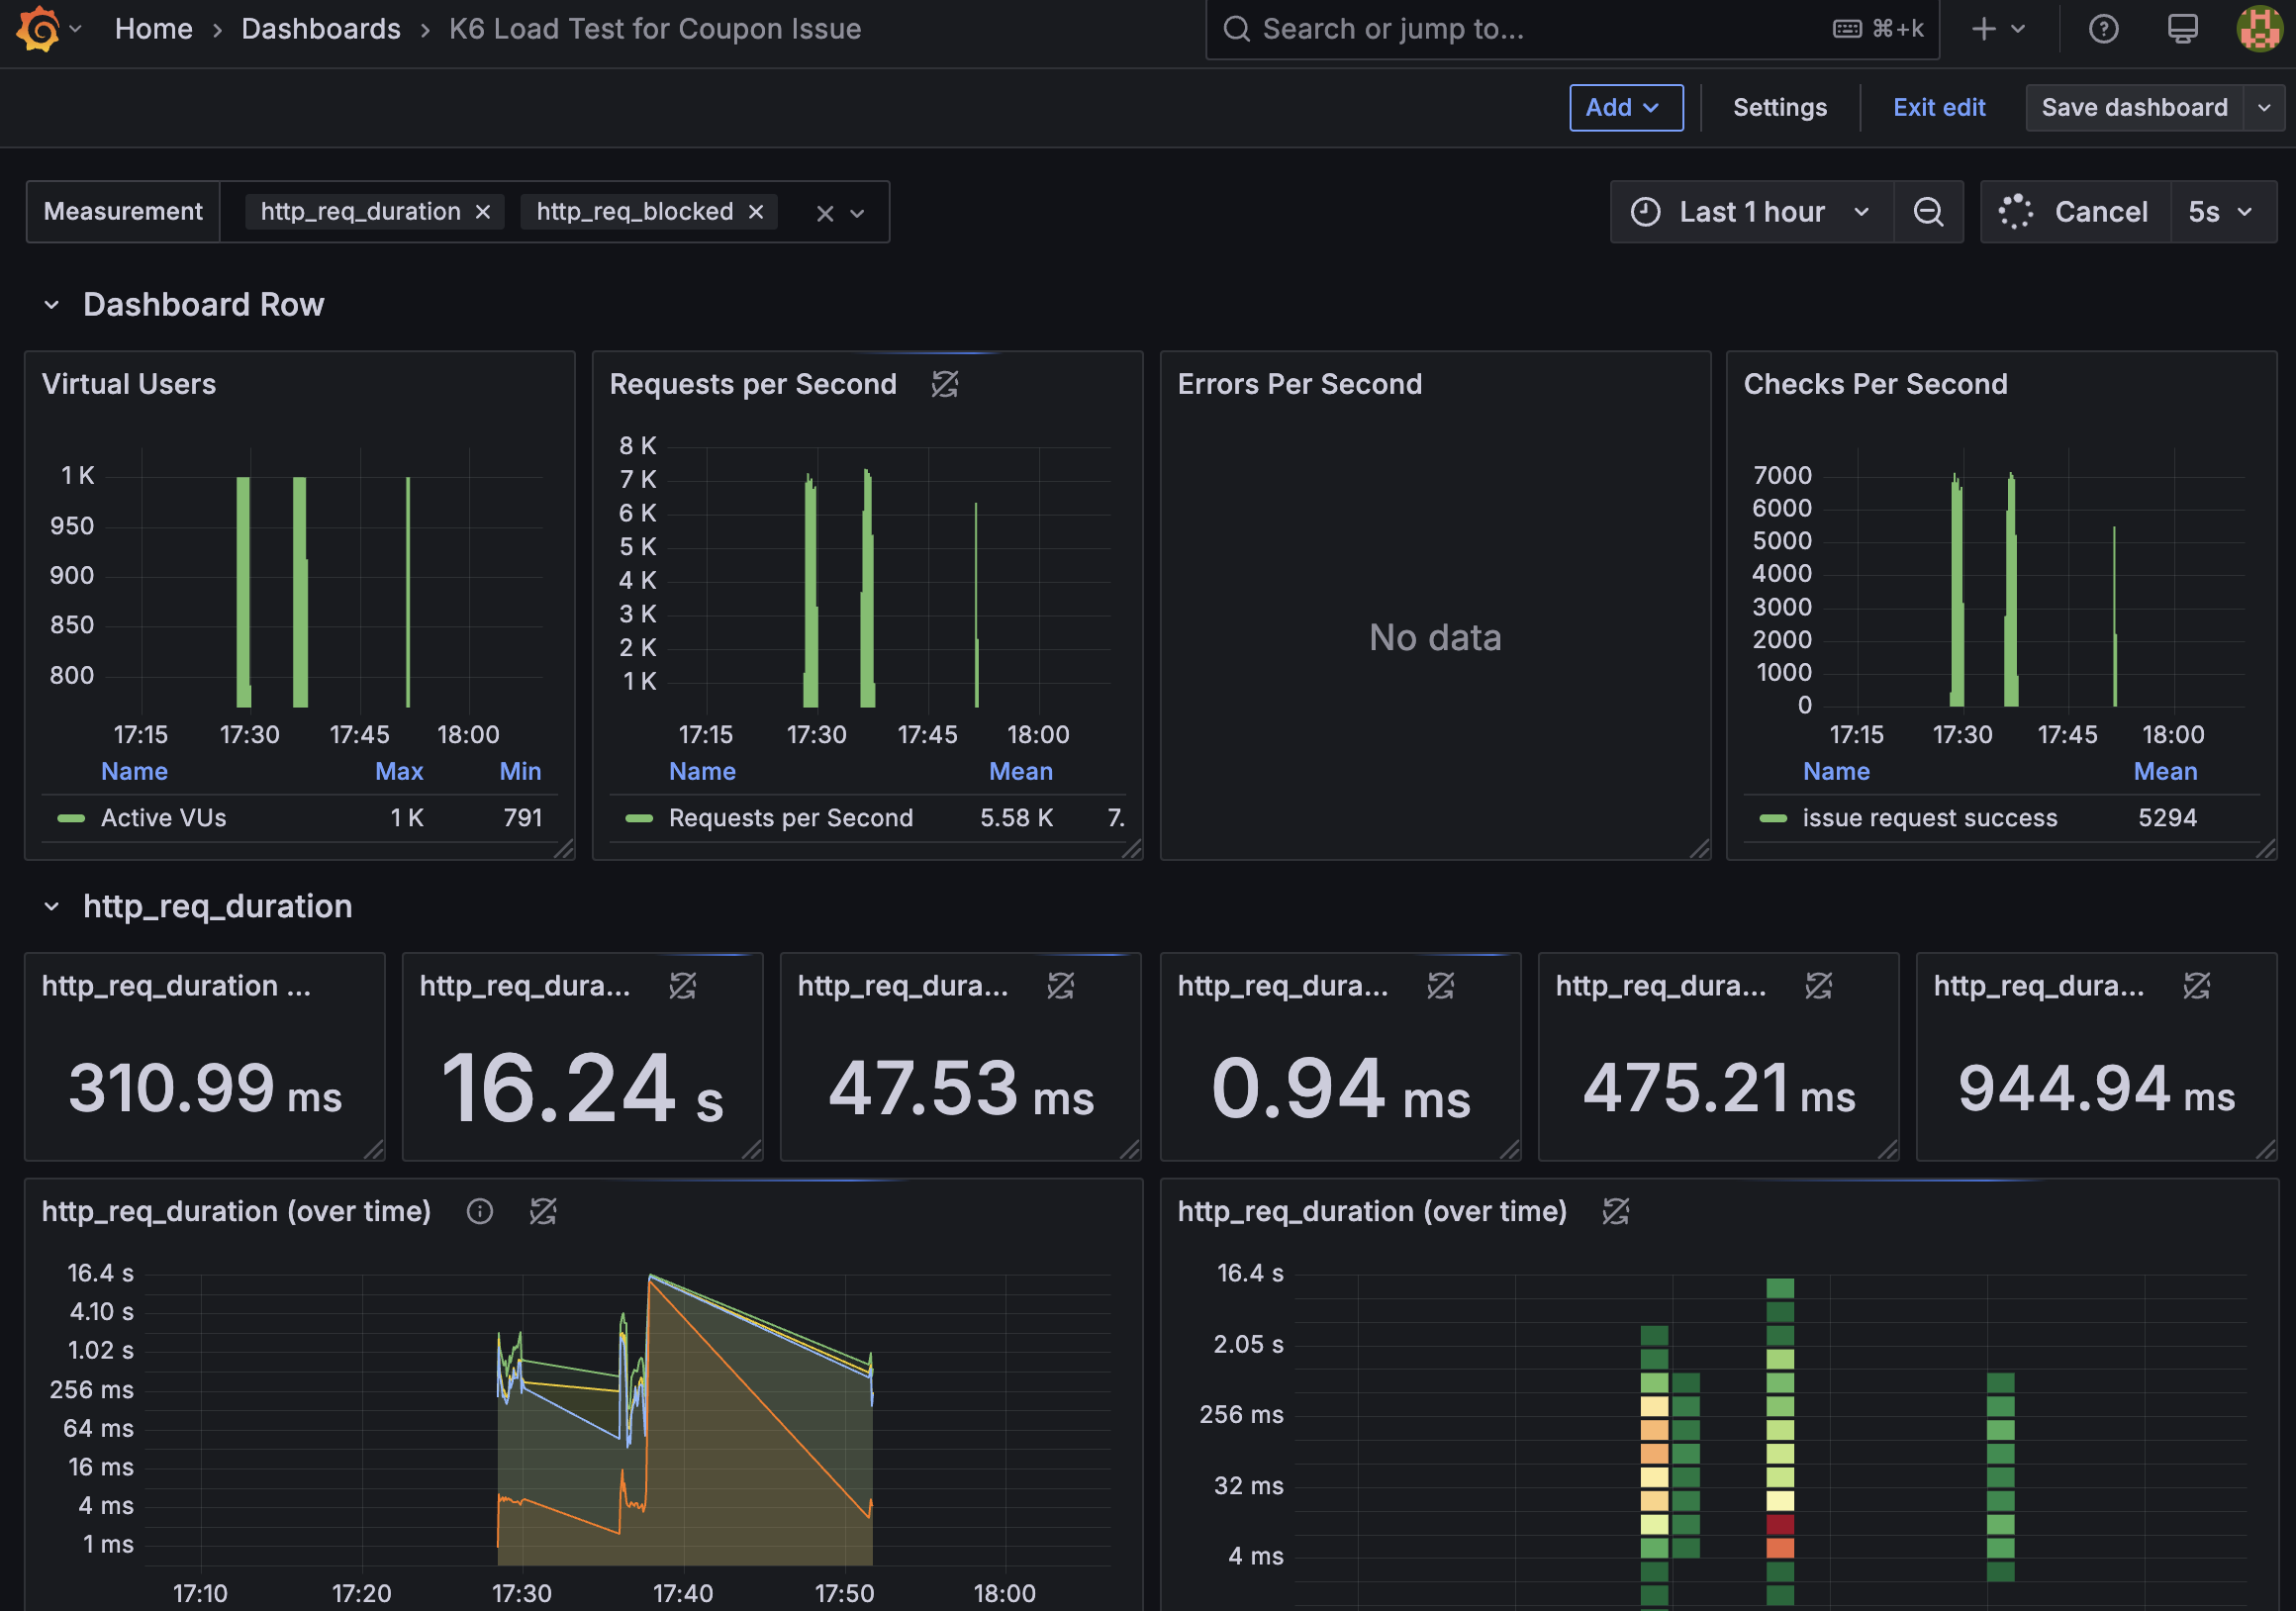 Home › Dashboards › K6 Load Test for Coupon Issue
Search or jump to...
⌘+k
Add
Settings
Exit edit
Save dashboard
Measurement
http_req_duration ×
http_req_blocked ×
Last 1 hour
Cancel
5s
Dashboard Row
Virtual Users
1 K
950
900
850
800
17:15 17:30 17:45 18:00
Name Max Min
Active VUs 1 K 791
Requests per Second
8 K
7 K
6 K
5 K
4 K
3 K
2 K
1 K
17:15 17:30 17:45 18:00
Name Mean
Requests per Second 5.58 K 7.
Errors Per Second
No data
Checks Per Second
7000
6000
5000
4000
3000
2000
1000
0
17:15 17:30 17:45 18:00
Name Mean
issue request success 5294
http_req_duration
http_req_duration ...
310.99 ms
http_req_dura...
16.24 s
http_req_dura...
47.53 ms
http_req_dura...
0.94 ms
http_req_dura...
475.21 ms
http_req_dura...
944.94 ms
http_req_duration (over time)
16.4 s
4.10 s
1.02 s
256 ms
64 ms
16 ms
4 ms
1 ms
17:10 17:20 17:30 17:40 17:50 18:00
http_req_duration (over time)
16.4 s
2.05 s
256 ms
32 ms
4 ms